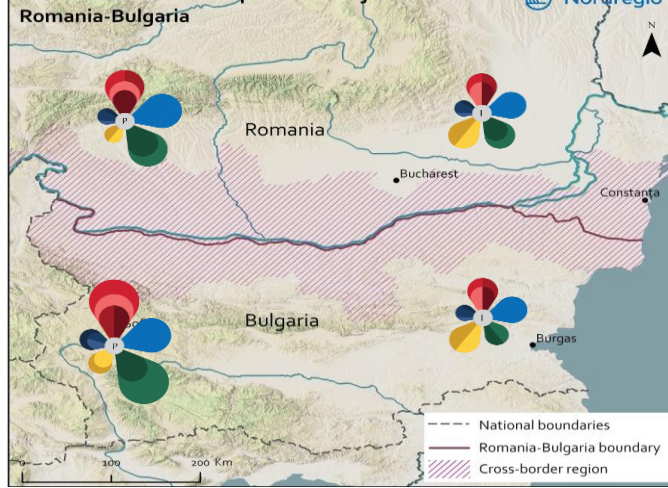 Romania-Bulgaria
Nordregio
N
P
I
Romania
Bucharest
Constanța
Bulgaria
P
I
Burgas
National boundaries
Romania-Bulgaria boundary
Cross-border region
0 100 200 Km